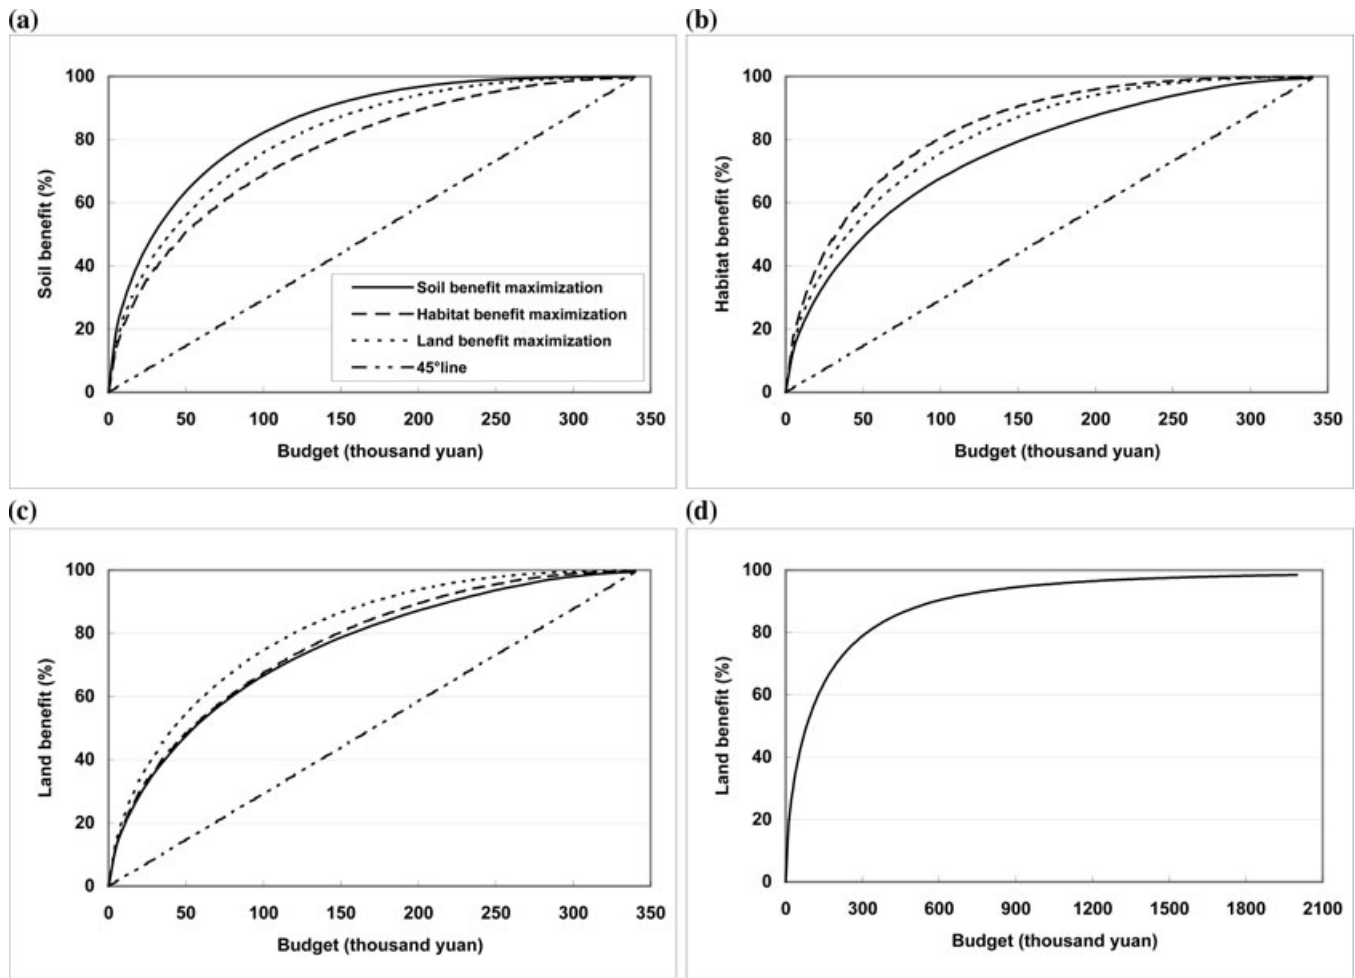 (a)
100
80
60
40
20
0
Soil benefit (%)
Soil benefit maximization
Habitat benefit maximization
Land benefit maximization
45°line
0 50 100 150 200 250 300 350
Budget (thousand yuan)
(b)
100
80
60
40
20
0
Habitat benefit (%)
0 50 100 150 200 250 300 350
Budget (thousand yuan)
(c)
100
80
60
40
20
0
Land benefit (%)
0 50 100 150 200 250 300 350
Budget (thousand yuan)
(d)
100
80
60
40
20
0
Land benefit (%)
0 300 600 900 1200 1500 1800 2100
Budget (thousand yuan)